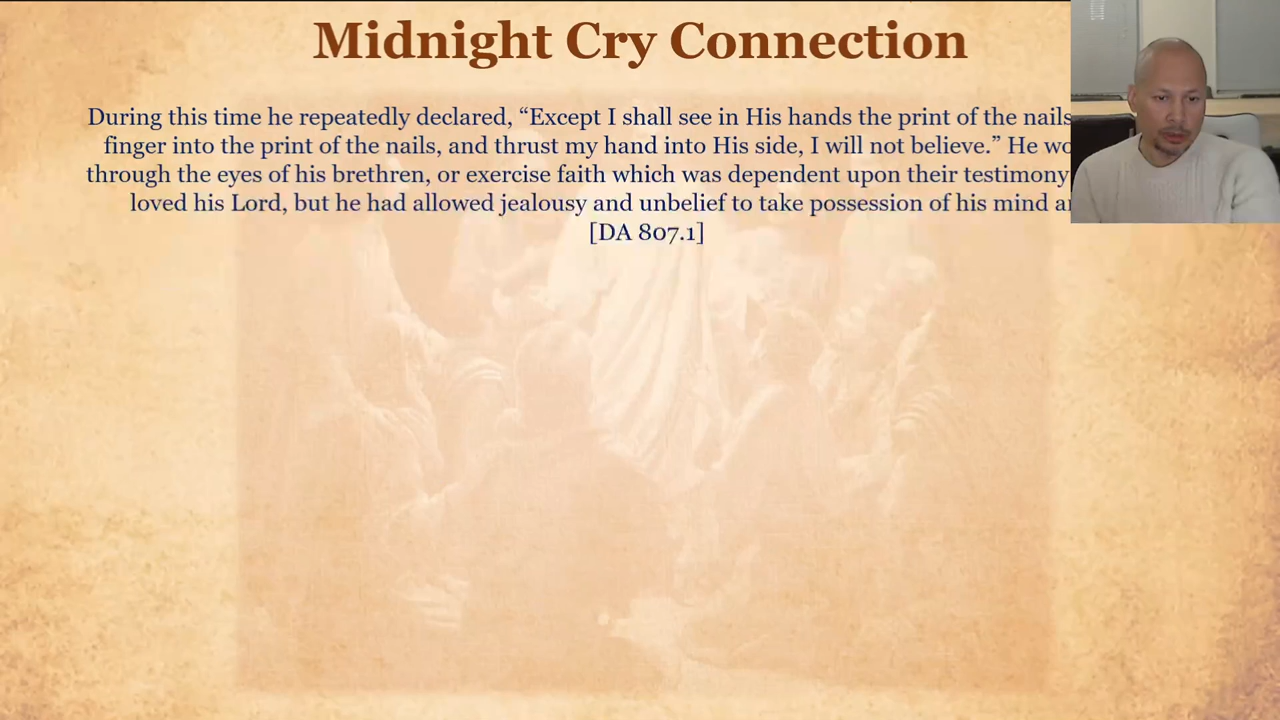 Midnight Cry Connection
During this time he repeatedly declared, “Except I shall see in His hands the print of the nails
finger into the print of the nails, and thrust my hand into His side, I will not believe.” He
through the eyes of his brethren, or exercise faith which was dependent upon their testimony
loved his Lord, but he had allowed jealousy and unbelief to take possession of his mind
[DA 807.1]